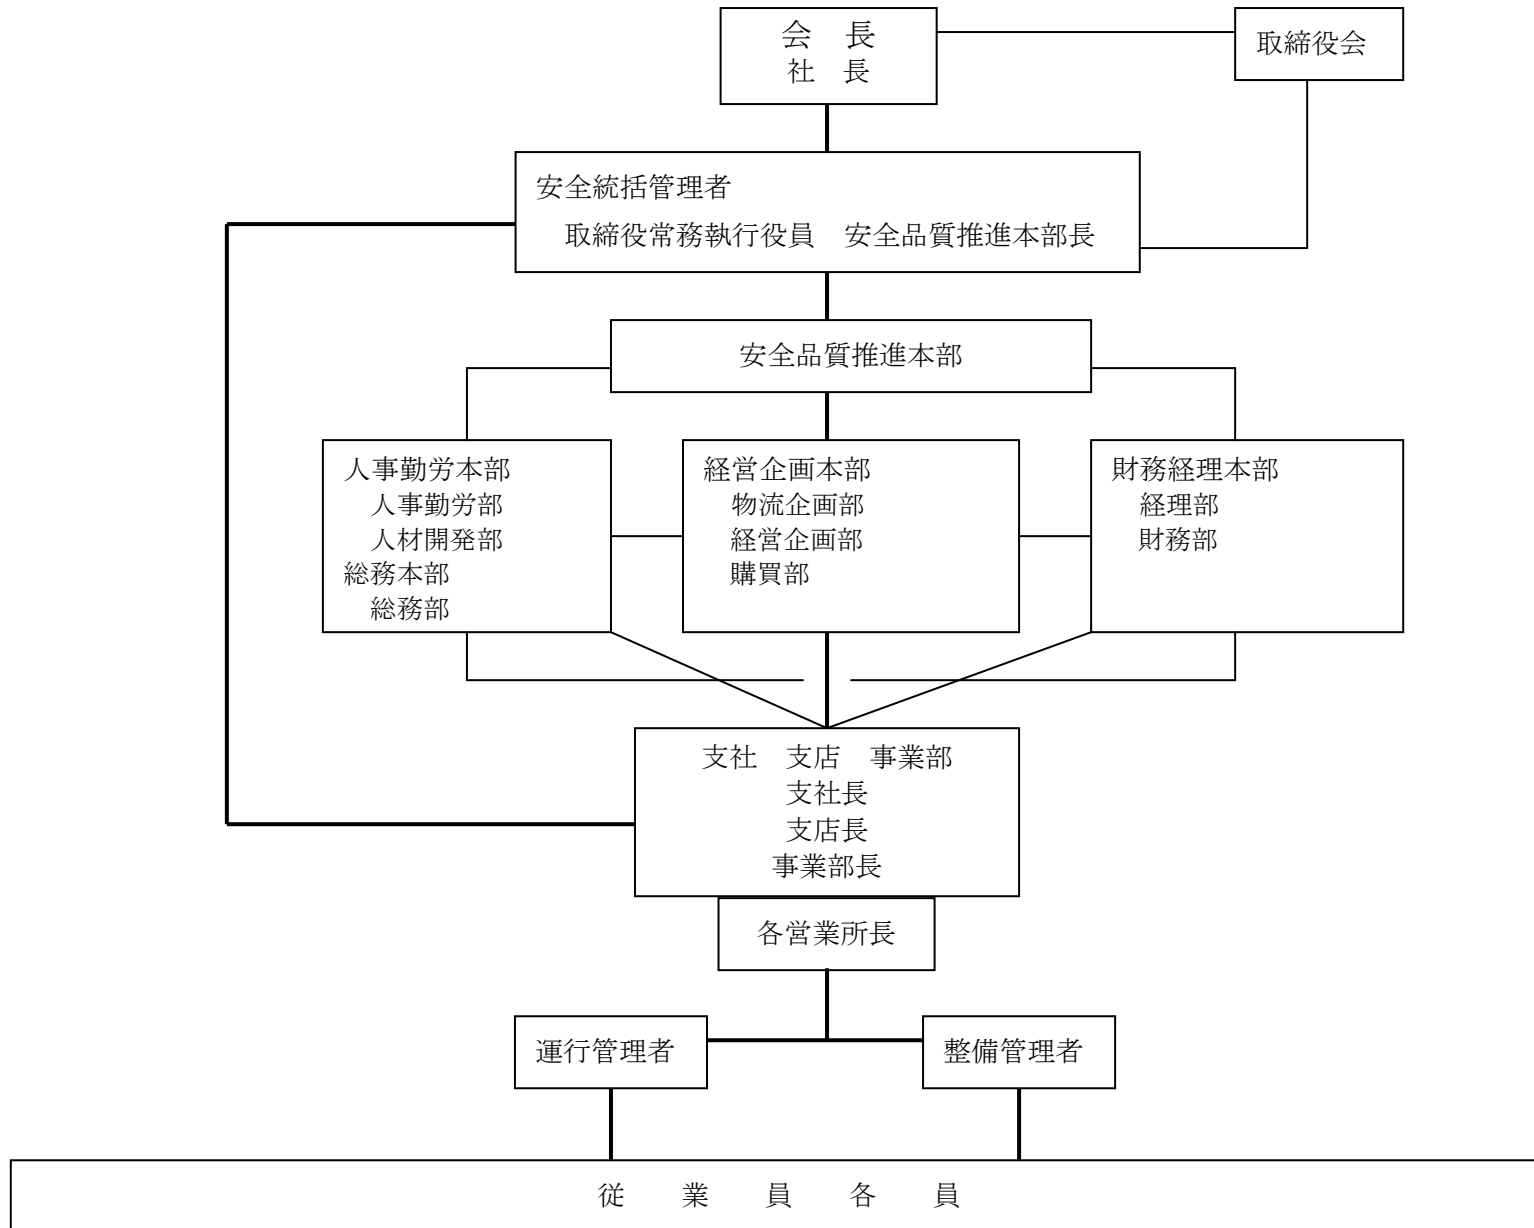 会　長
社　長
取締役会
安全統括管理者
取締役常務執行役員　安全品質推進本部長
安全品質推進本部
人事勤労本部
人事勤労部
人材開発部
総務本部
総務部
経営企画本部
物流企画部
経営企画部
購買部
財務経理本部
経理部
財務部
支社　支店　事業部
支社長
支店長
事業部長
各営業所長
運行管理者
整備管理者
従　業　員　各　員